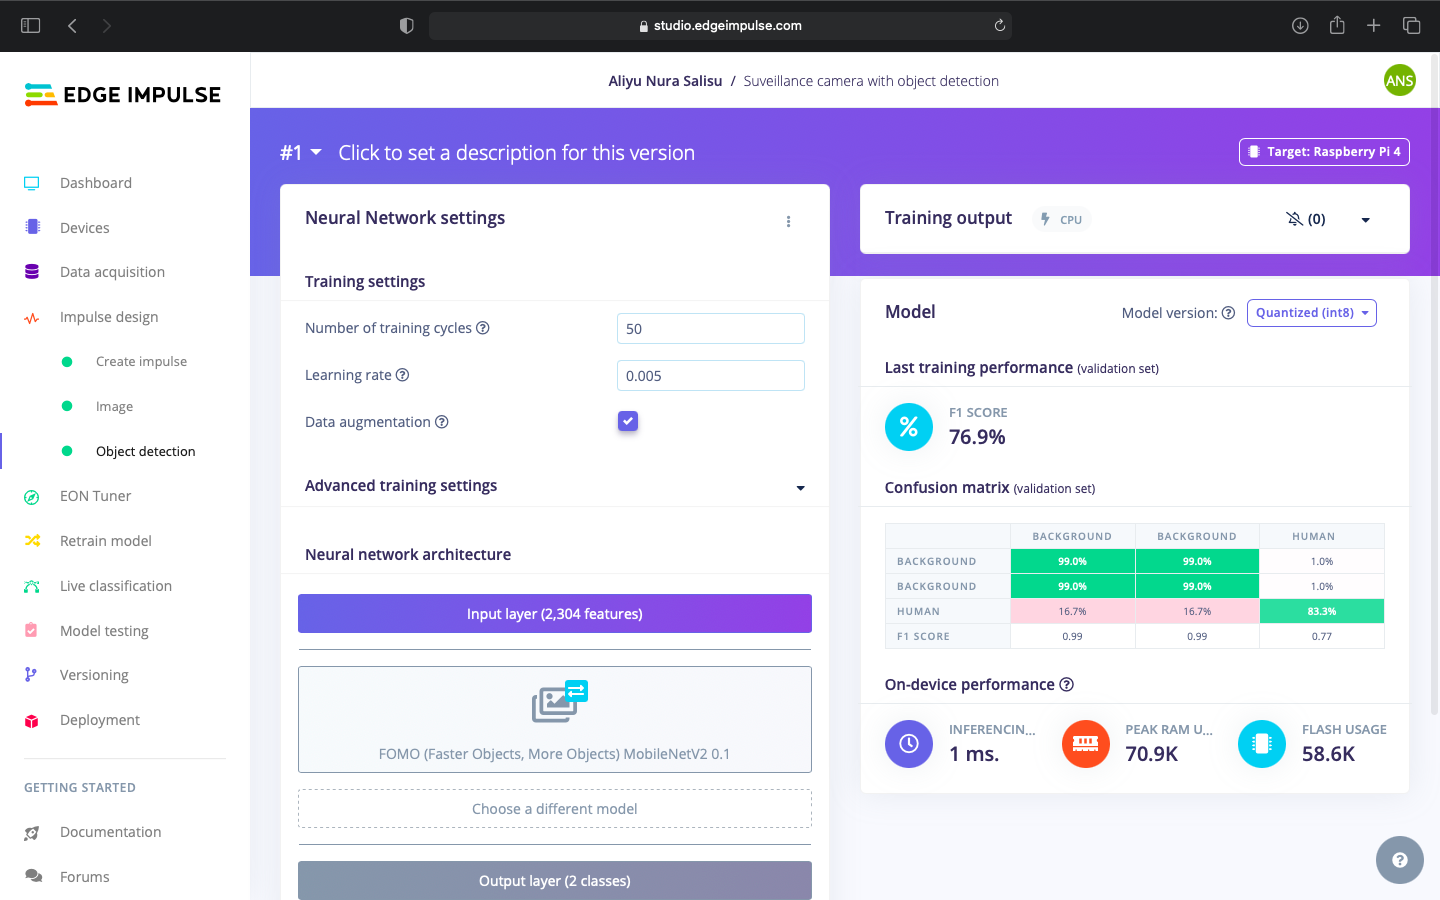 studio.edgeimpulse.com
EDGE IMPULSE
Aliyu Nura Salisu / Suveillance camera with object detection
ANS
#1 Click to set a description for this version
Target: Raspberry Pi 4
Dashboard
Devices
Data acquisition
Impulse design
Create impulse
Image
Object detection
EON Tuner
Retrain model
Live classification
Model testing
Versioning
Deployment
GETTING STARTED
Documentation
Forums
Neural Network settings
Training settings
Number of training cycles ? 50
Learning rate ? 0.005
Data augmentation ?
Advanced training settings
Neural network architecture
Input layer (2,304 features)
FOMO (Faster Objects, More Objects) MobileNetV2 0.1
Choose a different model
Output layer (2 classes)
Training output CPU (0)
Model Model version: ? Quantized (int8)
Last training performance (validation set)
% F1 SCORE
76.9%
Confusion matrix (validation set)
BACKGROUND BACKGROUND HUMAN
BACKGROUND 99.0% 99.0% 1.0%
BACKGROUND 99.0% 99.0% 1.0%
HUMAN 16.7% 16.7% 83.3%
F1 SCORE 0.99 0.99 0.77
On-device performance ?
INFERENCIN... PEAK RAM U... FLASH USAGE
1 ms. 70.9K 58.6K
?